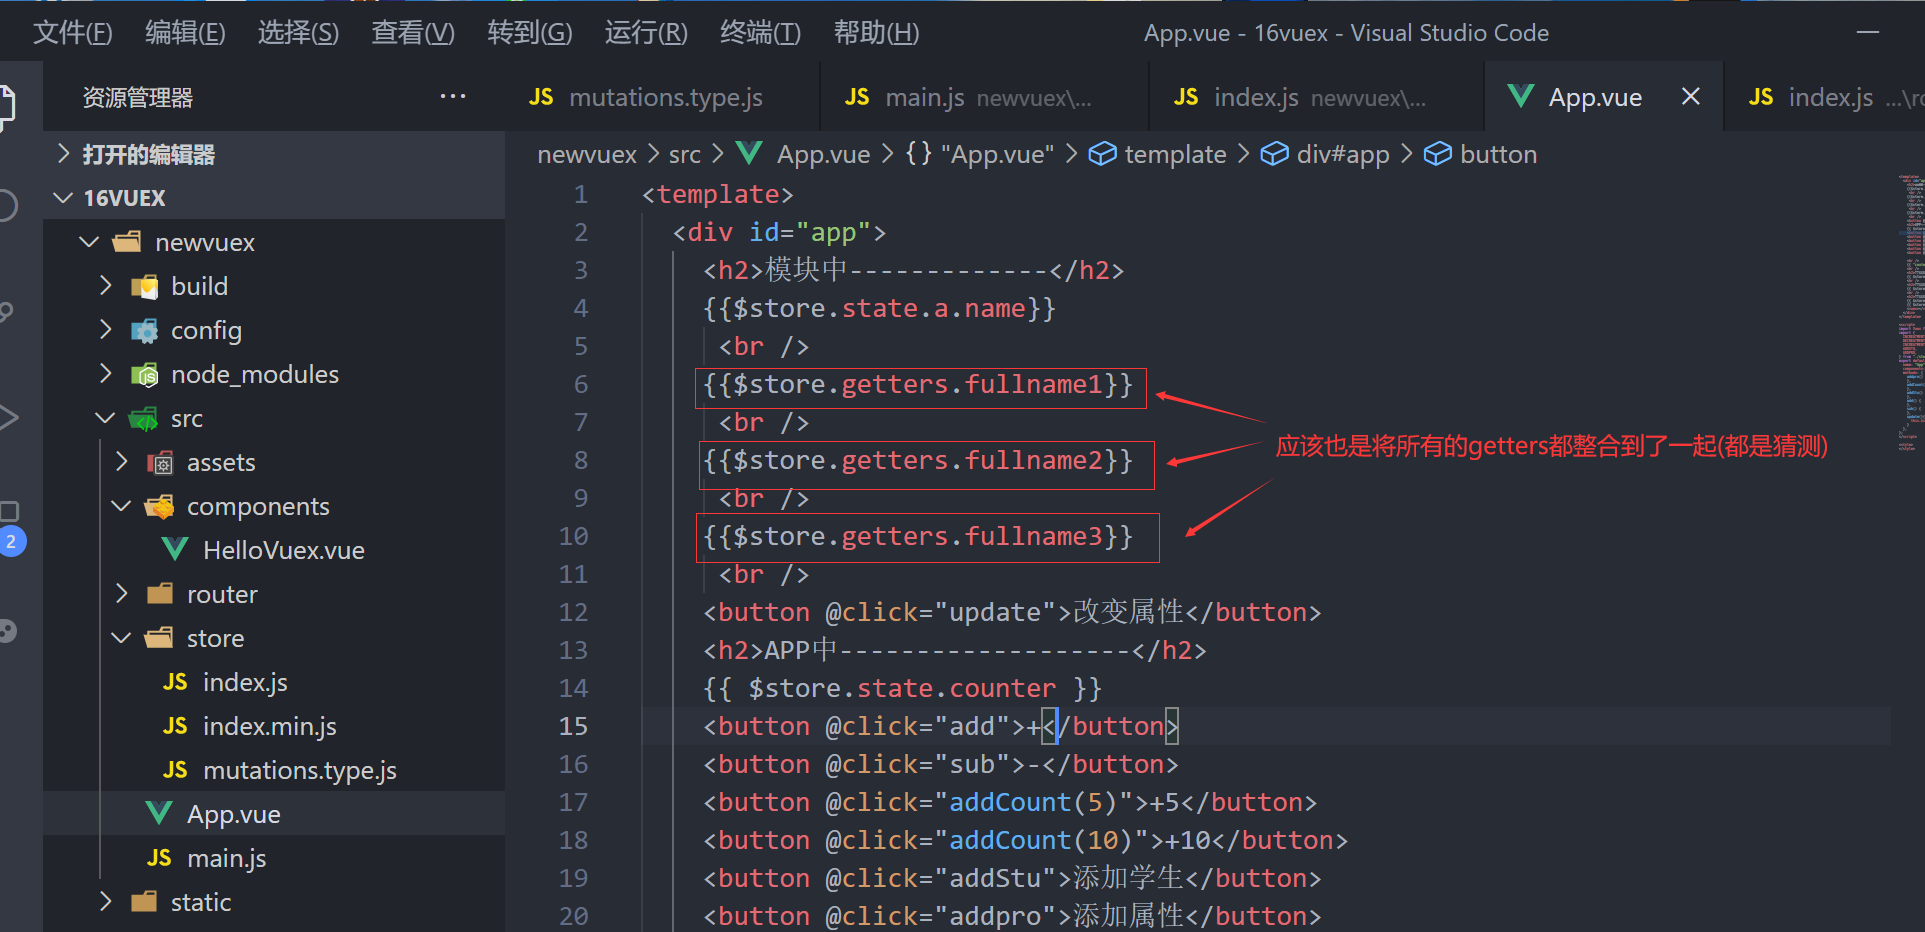 文件(F) 编辑(E) 选择(S) 查看(V) 转到(G) 运行(R) 终端(T) 帮助(H) App.vue - 16vuex - Visual Studio Code
资源管理器 ··· JS mutations.type.js JS main.js newvuex\... JS index.js newvuex\... App.vue JS index.js
打开的编辑器
newvuex > src > App.vue > {} "App.vue" > template > div#app > button
16VUEX
newvuex
build
config
node_modules
src
assets
components
HelloVuex.vue
router
store
JS index.js
JS index.min.js
JS mutations.type.js
App.vue
JS main.js
static
2
1 <template>
2 <div id="app">
3 <h2>模块中-------------</h2>
4 {{$store.state.a.name}}
5 <br />
6 {{$store.getters.fullname1}}
7 <br />
8 {{$store.getters.fullname2}}
9 <br />
10 {{$store.getters.fullname3}}
11 <br />
12 <button @click="update">改变属性</button>
13 <h2>APP中-------------------</h2>
14 {{ $store.state.counter }}
15 <button @click="add">+</button>
16 <button @click="sub">-</button>
17 <button @click="addCount(5)">+5</button>
18 <button @click="addCount(10)">+10</button>
19 <button @click="addStu">添加学生</button>
20 <button @click="addpro">添加属性</button>
应该也是将所有的getters都整合到了一起(都是猜测)